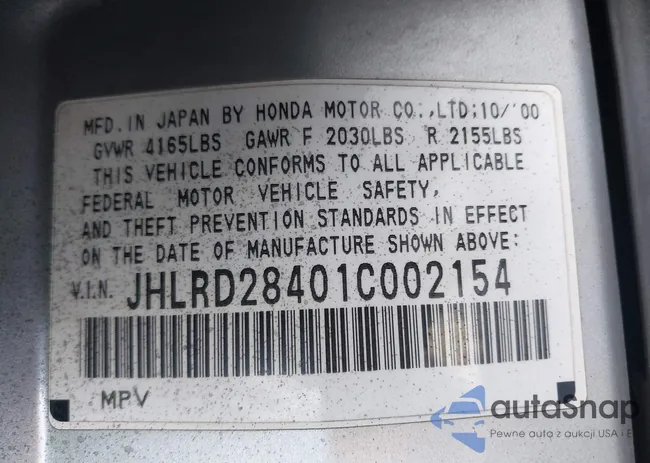 MFD. IN JAPAN BY HONDA MOTOR CO.,LTD; 10/'00
GVWR 4165LBS GAWR F 2030LBS R 2155LBS
THIS VEHICLE CONFORMS TO ALL APPLICABLE
FEDERAL MOTOR VEHICLE SAFETY,
AND THEFT PREVENTION STANDARDS IN EFFECT
ON THE DATE OF MANUFACTURE SHOWN ABOVE:
V.I.N. JHLRD28401C002154
MPV
autoSnap
Pewne auta z aukcji USA i